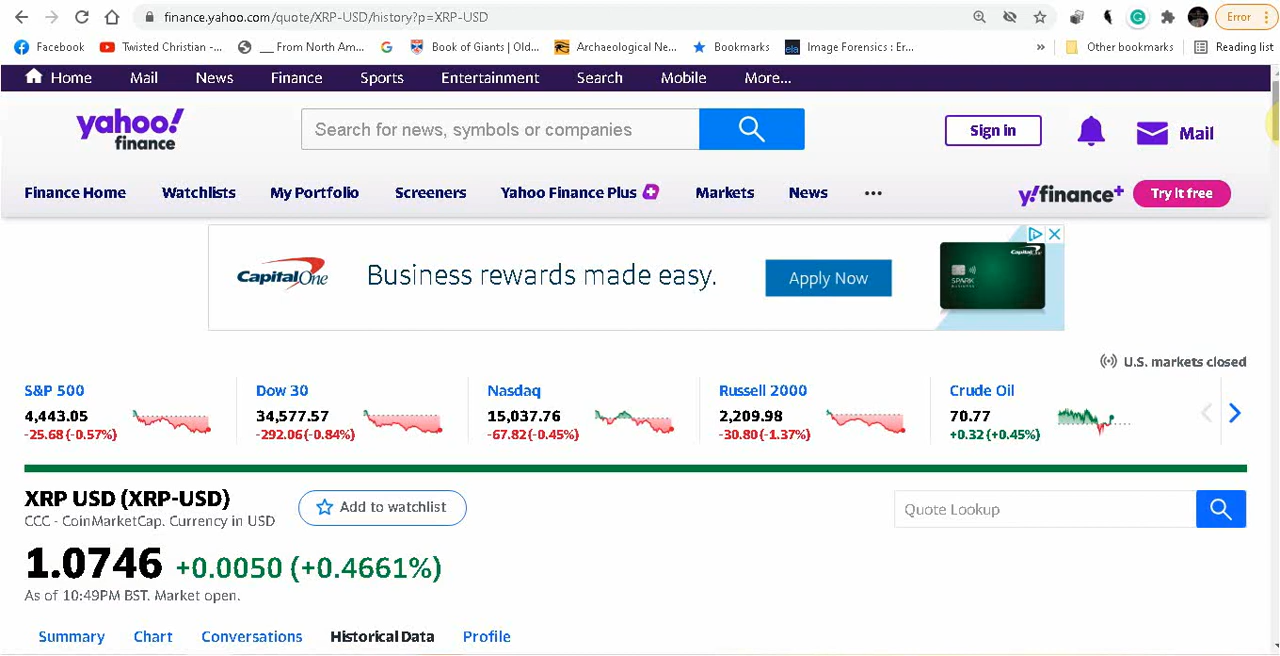 finance.yahoo.com/quote/XRP-USD/history?p=XRP-USD
Error
Facebook
Twisted Christian -...
__ From North Am...
Book of Giants | Old...
Archaeological Ne...
Bookmarks
Image Forensics : Er...
»
Other bookmarks
Reading list
Home Mail News Finance Sports Entertainment Search Mobile More...
yahoo!
finance
Search for news, symbols or companies
Sign in
Mail
Finance Home Watchlists My Portfolio Screeners Yahoo Finance Plus Markets News ...
y!finance+
Try it free
CapitalOne
Business rewards made easy.
Apply Now
CapitalOne
SPARK
BUSINESS
U.S. markets closed
S&P 500
4,443.05
-25.68 (-0.57%)
Dow 30
34,577.57
-292.06 (-0.84%)
Nasdaq
15,037.76
-67.82 (-0.45%)
Russell 2000
2,209.98
-30.80 (-1.37%)
Crude Oil
70.77
+0.32 (+0.45%)
XRP USD (XRP-USD)
CCC - CoinMarketCap. Currency in USD
Add to watchlist
Quote Lookup
1.0746 +0.0050 (+0.4661%)
As of 10:49PM BST. Market open.
Summary Chart Conversations Historical Data Profile